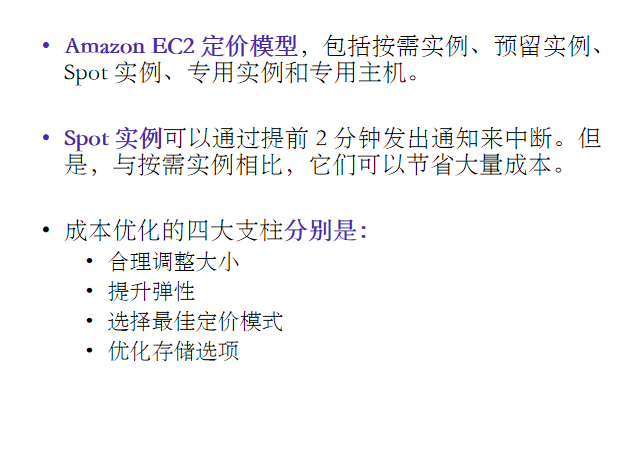 • Amazon EC2 定价模型，包括按需实例、预留实例、
Spot 实例、专用实例和专用主机。
• Spot 实例可以通过提前 2 分钟发出通知来中断。但
是，与按需实例相比，它们可以节省大量成本。
• 成本优化的四大支柱分别是：
• 合理调整大小
• 提升弹性
• 选择最佳定价模式
• 优化存储选项